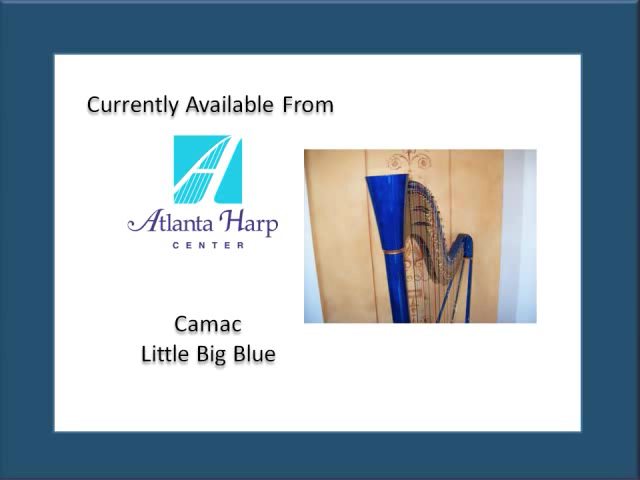 Currently Available From
Atlanta Harp
CENTER
Camac
Little Big Blue